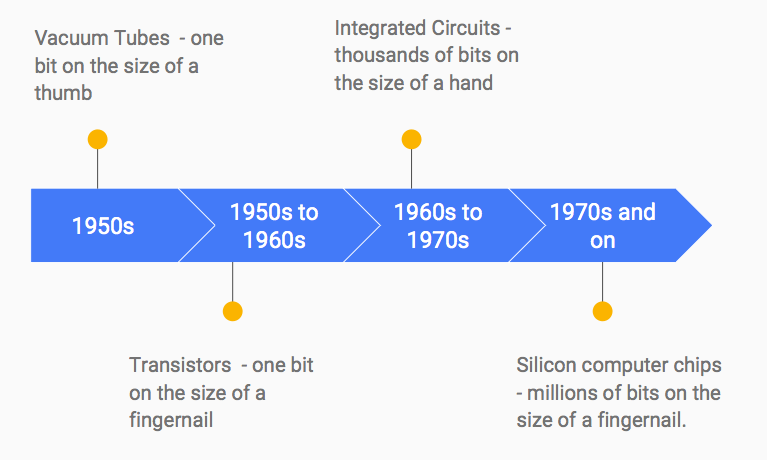 Vacuum Tubes - one
bit on the size of a
thumb
Integrated Circuits -
thousands of bits on
the size of a hand
1950s
1950s to
1960s
1960s to
1970s
1970s and
on
Transistors - one bit
on the size of a
fingernail
Silicon computer chips
- millions of bits on the
size of a fingernail.